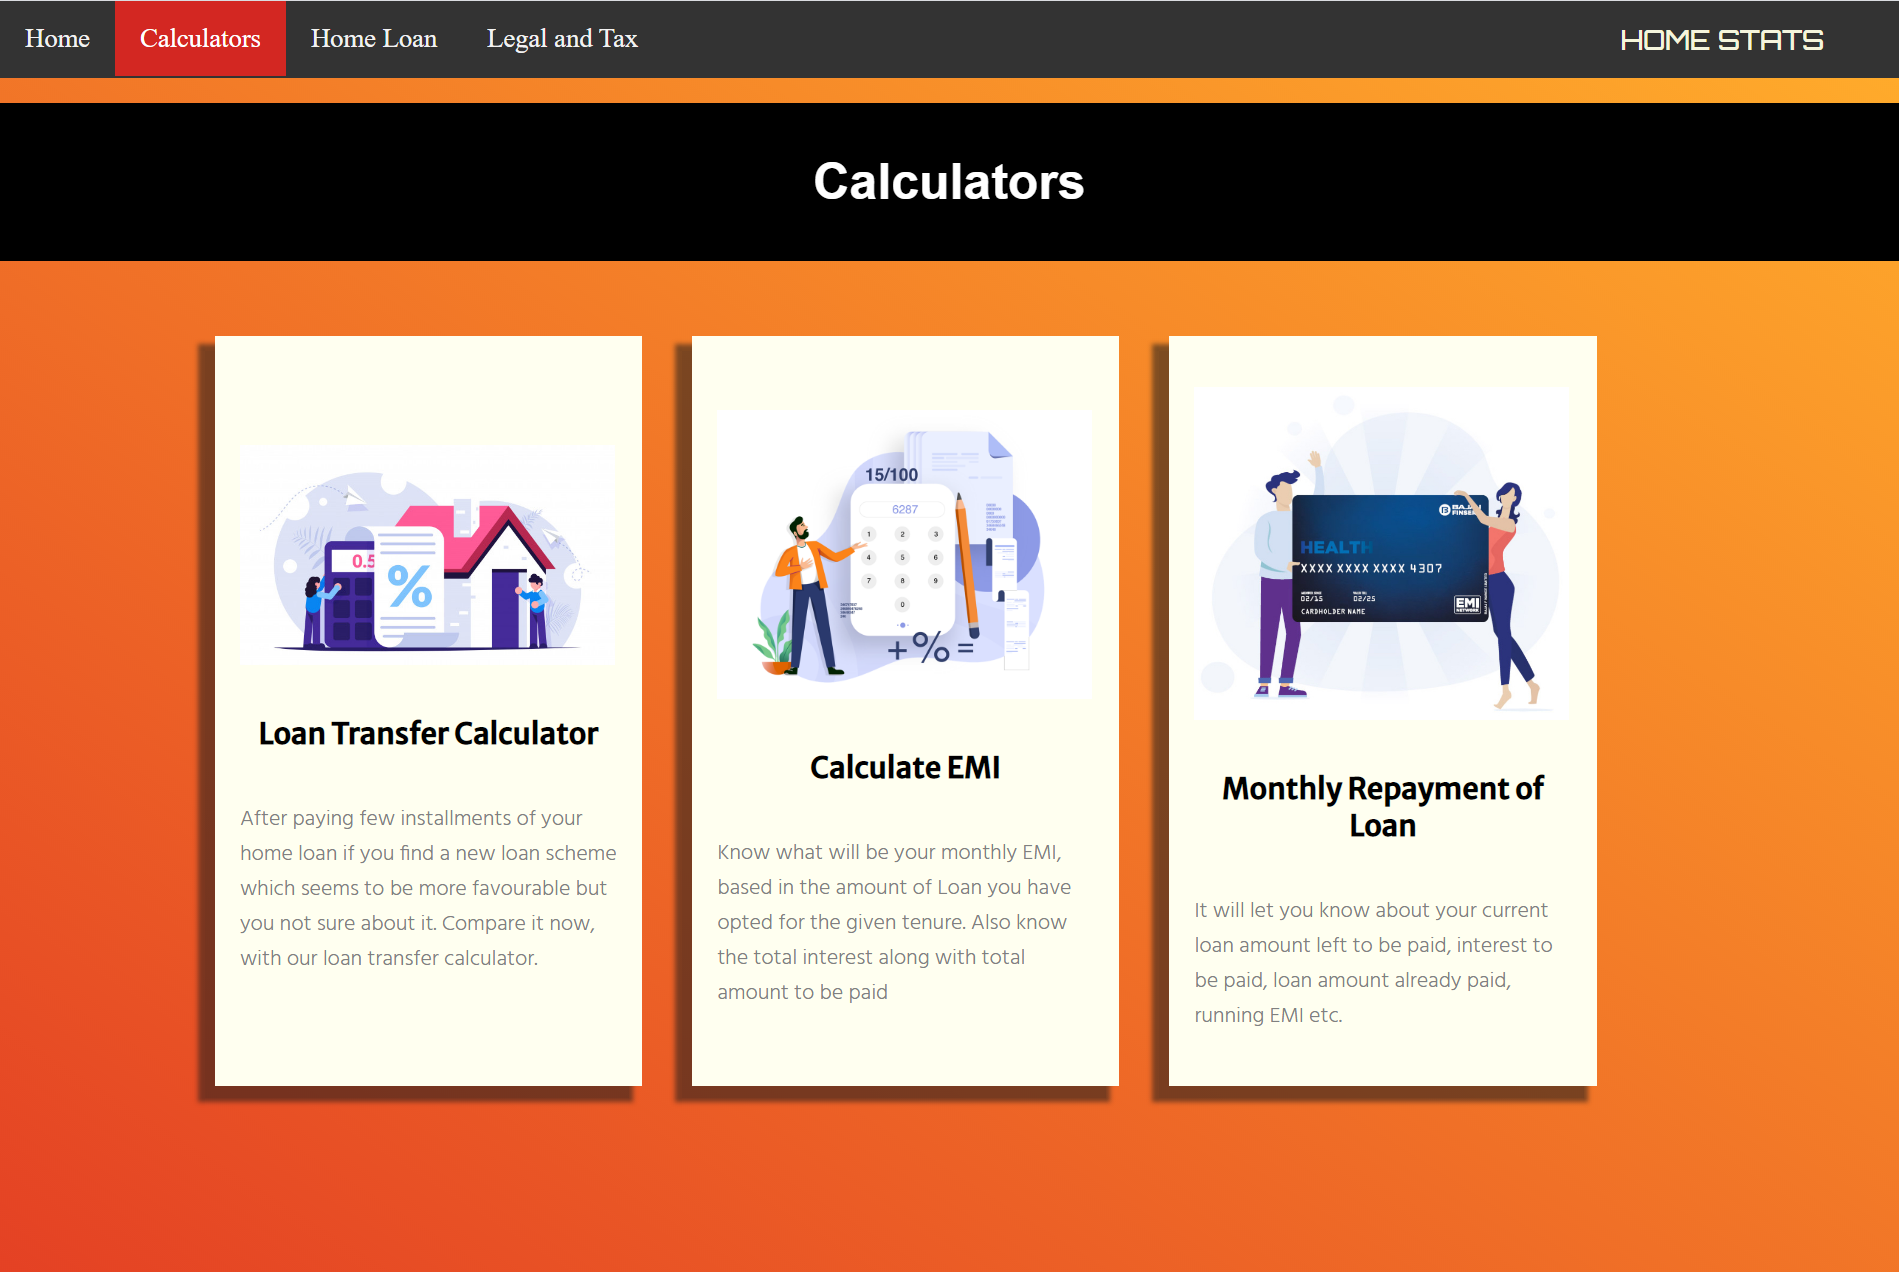 Home Calculators Home Loan Legal and Tax HOME STATS
Calculators
0.5
%
Loan Transfer Calculator
After paying few installments of your
home loan if you find a new loan scheme
which seems to be more favourable but
you not sure about it. Compare it now,
with our loan transfer calculator.
15/100
6287
1 2 3
4 5 6
7 8 9
0
+ % =
Calculate EMI
Know what will be your monthly EMI,
based in the amount of Loan you have
opted for the given tenure. Also know
the total interest along with total
amount to be paid
HEALTH
XXXX XXXX XXXX 4307
02/15 02/25
CARDHOLDER NAME
EMI
NETWORK
Monthly Repayment of
Loan
It will let you know about your current
loan amount left to be paid, interest to
be paid, loan amount already paid,
running EMI etc.